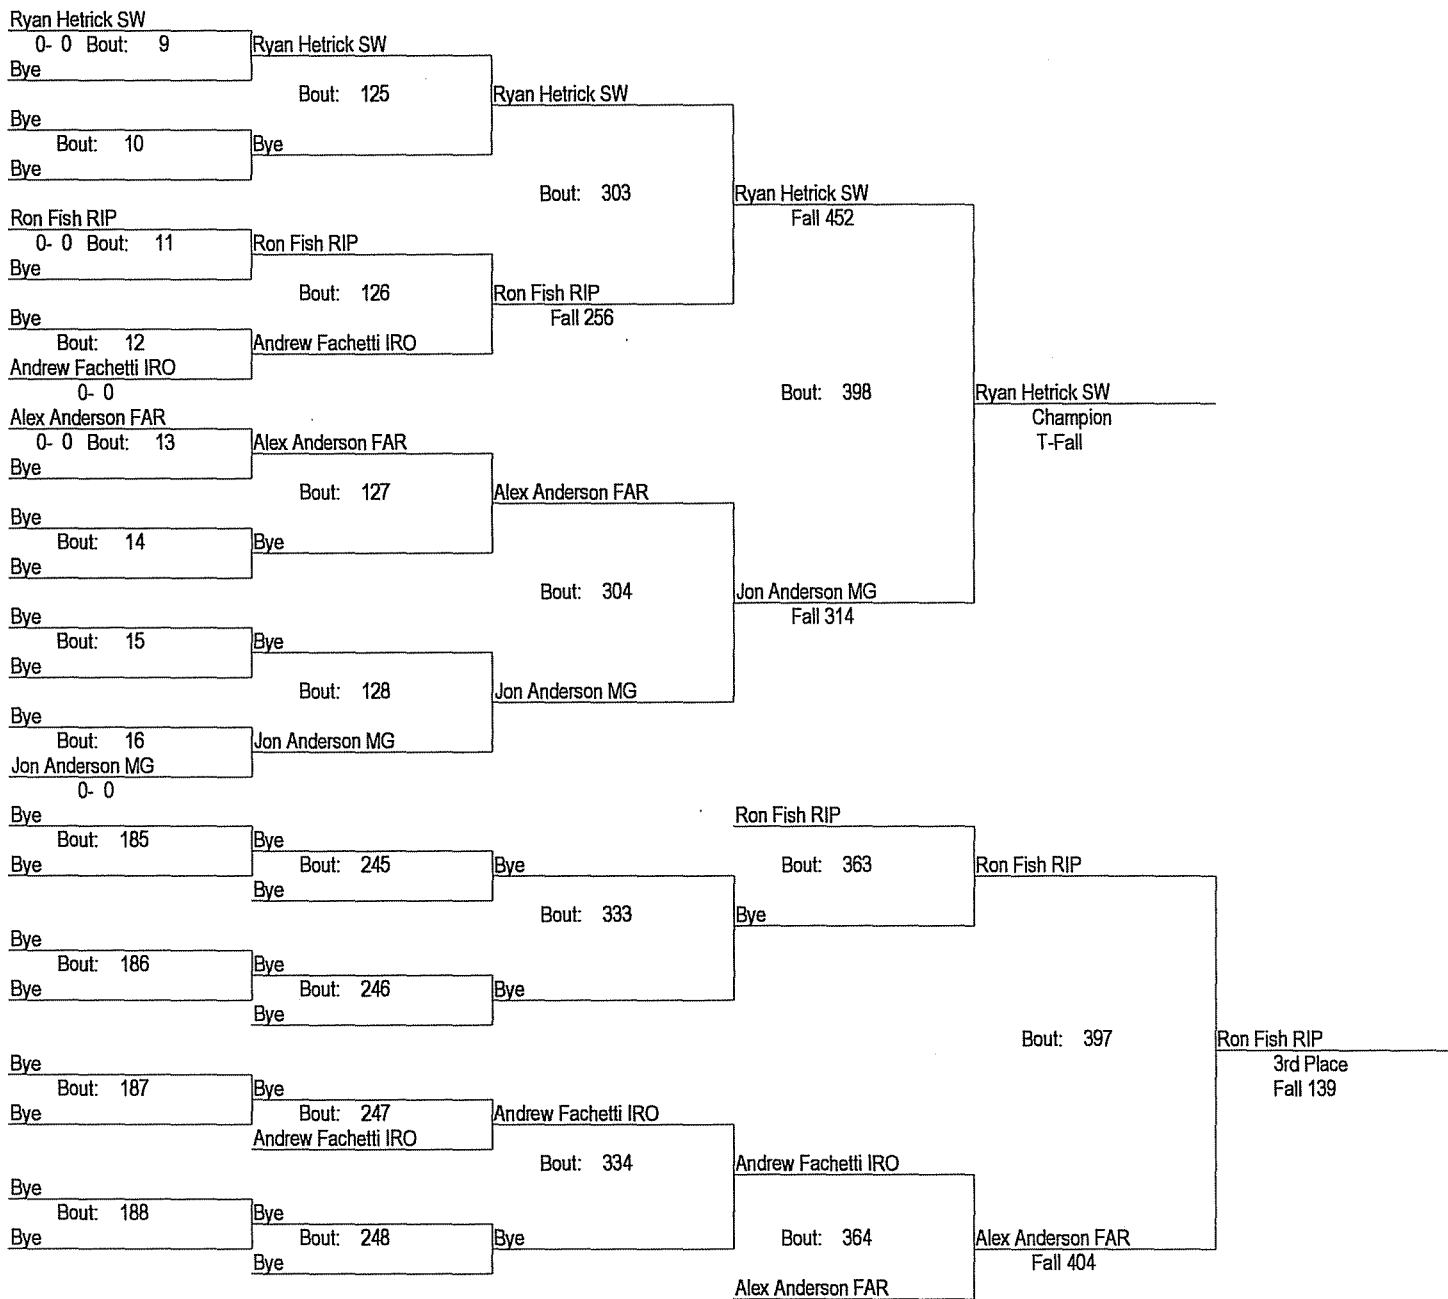 Ryan Hetrick SW
0- 0 Bout: 9
Bye
Ryan Hetrick SW
Bout: 125
Ryan Hetrick SW
Bye
Bout: 10
Bye
Bye
Bout: 303
Ryan Hetrick SW
Fall 452
Ron Fish RIP
0- 0 Bout: 11
Bye
Ron Fish RIP
Bout: 126
Ron Fish RIP
Fall 256
Bye
Bout: 12
Andrew Fachetti IRO
0- 0
Andrew Fachetti IRO
Bout: 398
Ryan Hetrick SW
Champion
T-Fall
Alex Anderson FAR
0- 0 Bout: 13
Bye
Alex Anderson FAR
Bout: 127
Alex Anderson FAR
Bye
Bout: 14
Bye
Bye
Bout: 304
Jon Anderson MG
Fall 314
Bye
Bout: 15
Bye
Bye
Bout: 128
Jon Anderson MG
Bye
Bout: 16
Jon Anderson MG
0- 0
Jon Anderson MG
Bye
Bout: 185
Bye
Bye
Bout: 245
Bye
Bye
Bout: 333
Ron Fish RIP
Bout: 363
Bye
Ron Fish RIP
Bye
Bout: 186
Bye
Bye
Bout: 246
Bye
Bye
Bout: 397
Ron Fish RIP
3rd Place
Fall 139
Bye
Bout: 187
Bye
Bye
Bout: 247
Andrew Fachetti IRO
Andrew Fachetti IRO
Bout: 334
Andrew Fachetti IRO
Bout: 364
Alex Anderson FAR
Alex Anderson FAR
Fall 404
Bye
Bout: 188
Bye
Bye
Bout: 248
Bye
Bye